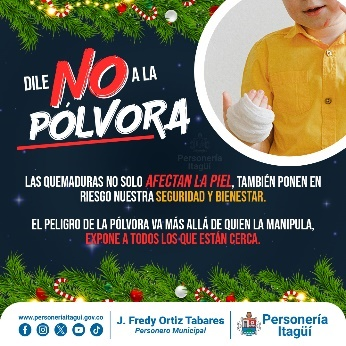 DILE NO A LA
PÓLVORA
Personería
Itagüí
LAS QUEMADURAS NO SOLO AFECTAN LA PIEL, TAMBIÉN PONEN EN
RIESGO NUESTRA SEGURIDAD Y BIENESTAR.
EL PELIGRO DE LA PÓLVORA VA MÁS ALLÁ DE QUIEN LA MANIPULA,
EXPONE A TODOS LOS QUE ESTÁN CERCA.
www.personeriaitagui.gov.co
J. Fredy Ortiz Tabares
Personero Municipal
Personería
Itagüí